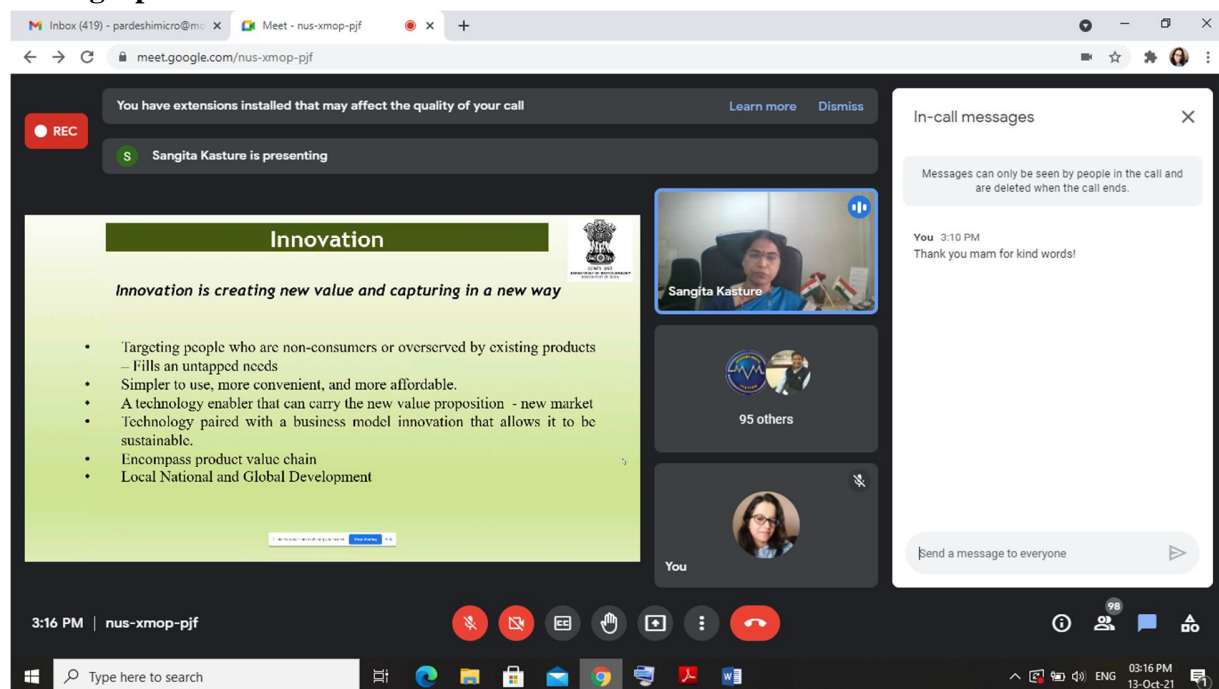 Inbox (419) - pardeshimicro@mc
Meet - nus-xmop-pjf
meet.google.com/nus-xmop-pjf
You have extensions installed that may affect the quality of your call
Learn more
Dismiss
REC
S
Sangita Kasture is presenting
Innovation
Innovation is creating new value and capturing in a new way
• Targeting people who are non-consumers or overserved by existing products
– Fills an untapped needs
• Simpler to use, more convenient, and more affordable.
• A technology enabler that can carry the new value proposition - new market
• Technology paired with a business model innovation that allows it to be
sustainable.
• Encompass product value chain
• Local National and Global Development
Sangita Kasture
95 others
You
In-call messages
Messages can only be seen by people in the call and
are deleted when the call ends.
You 3:10 PM
Thank you mam for kind words!
Send a message to everyone
3:16 PM | nus-xmop-pjf
98
Type here to search
ENG
03:16 PM
13-Oct-21
1